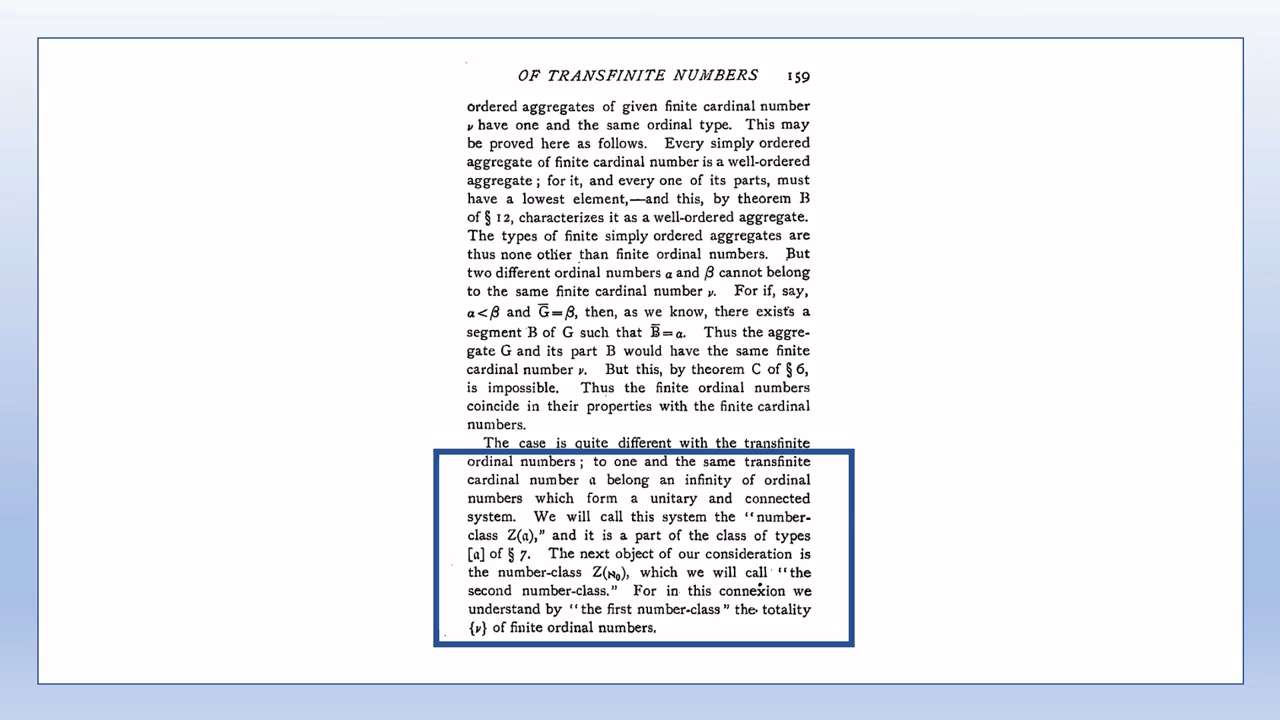 OF TRANSFINITE NUMBERS 159
ordered aggregates of given finite cardinal number
ν have one and the same ordinal type. This may
be proved here as follows. Every simply ordered
aggregate of finite cardinal number is a well-ordered
aggregate ; for it, and every one of its parts, must
have a lowest element,—and this, by theorem B
of § 12, characterizes it as a well-ordered aggregate.
The types of finite simply ordered aggregates are
thus none other than finite ordinal numbers. But
two different ordinal numbers α and β cannot belong
to the same finite cardinal number ν. For if, say,
α<β and G̅=β, then, as we know, there exists a
segment B of G such that B̅=α. Thus the aggre-
gate G and its part B would have the same finite
cardinal number ν. But this, by theorem C of § 6,
is impossible. Thus the finite ordinal numbers
coincide in their properties with the finite cardinal
numbers.
The case is quite different with the transfinite
ordinal numbers ; to one and the same transfinite
cardinal number a belong an infinity of ordinal
numbers which form a unitary and connected
system. We will call this system the “number-
class Z(a),” and it is a part of the class of types
[a] of § 7. The next object of our consideration is
the number-class Z(ℵ₀), which we will call “the
second number-class.” For in this connexion we
understand by “the first number-class” the totality
{ν} of finite ordinal numbers.